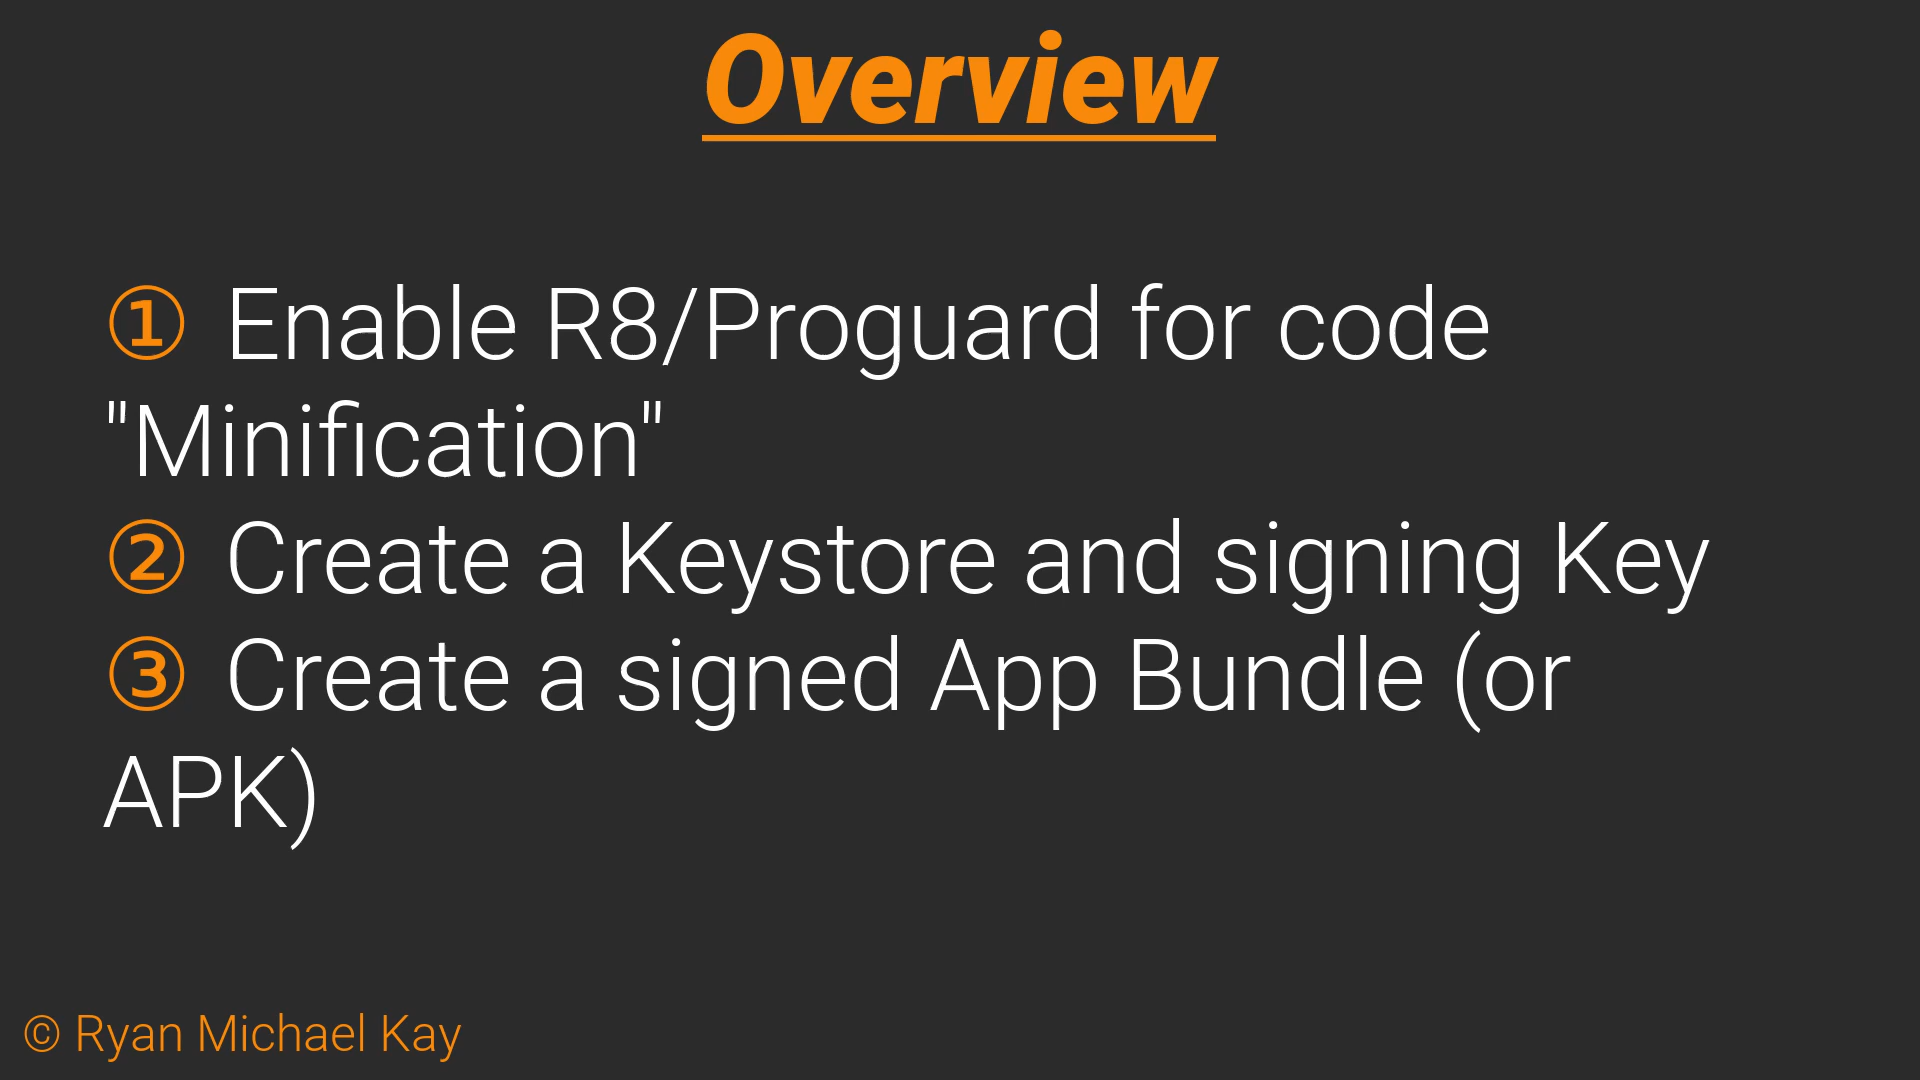 Overview
① Enable R8/Proguard for code
"Minification"
② Create a Keystore and signing Key
③ Create a signed App Bundle (or
APK)
© Ryan Michael Kay